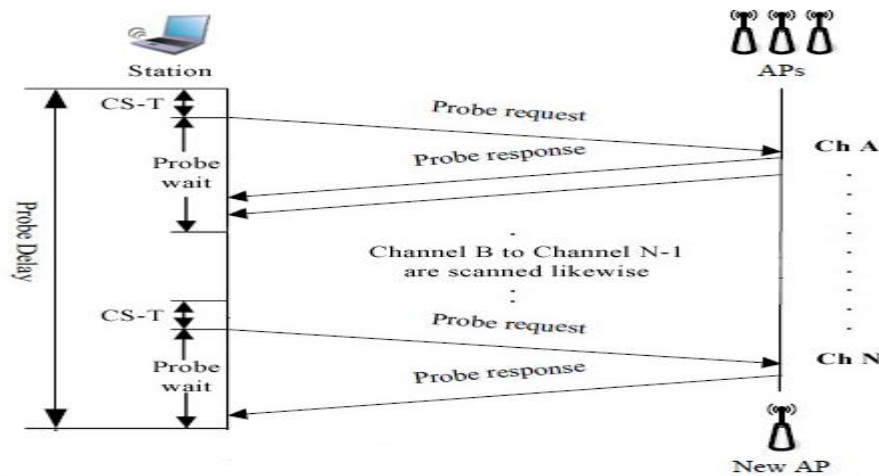 Station
APs
CS-T
Probe request
Ch A
Probe response
Probe
wait
Probe Delay
Channel B to Channel N-1
are scanned likewise
CS-T
Probe request
Ch N
Probe response
Probe
wait
New AP